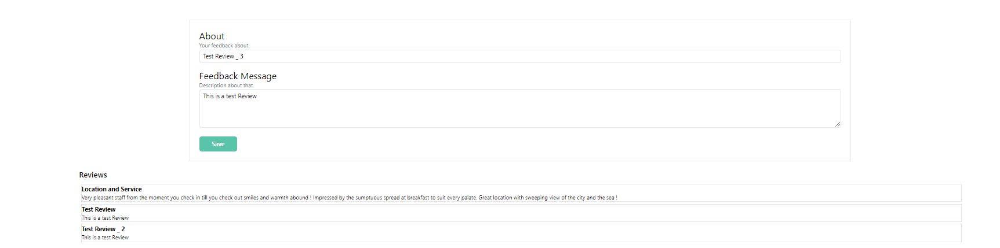 About
Your feedback about.
Test Review _ 3
Feedback Message
Description about that.
This is a test Review
Save
Reviews
Location and Service
Very pleasant staff from the moment you check in till you check out smiles and warmth abound ! Impressed by the sumptuous spread at breakfast to suit every palate. Great location with sweeping view of the city and the sea !
Test Review
This is a test Review
Test Review _ 2
This is a test Review